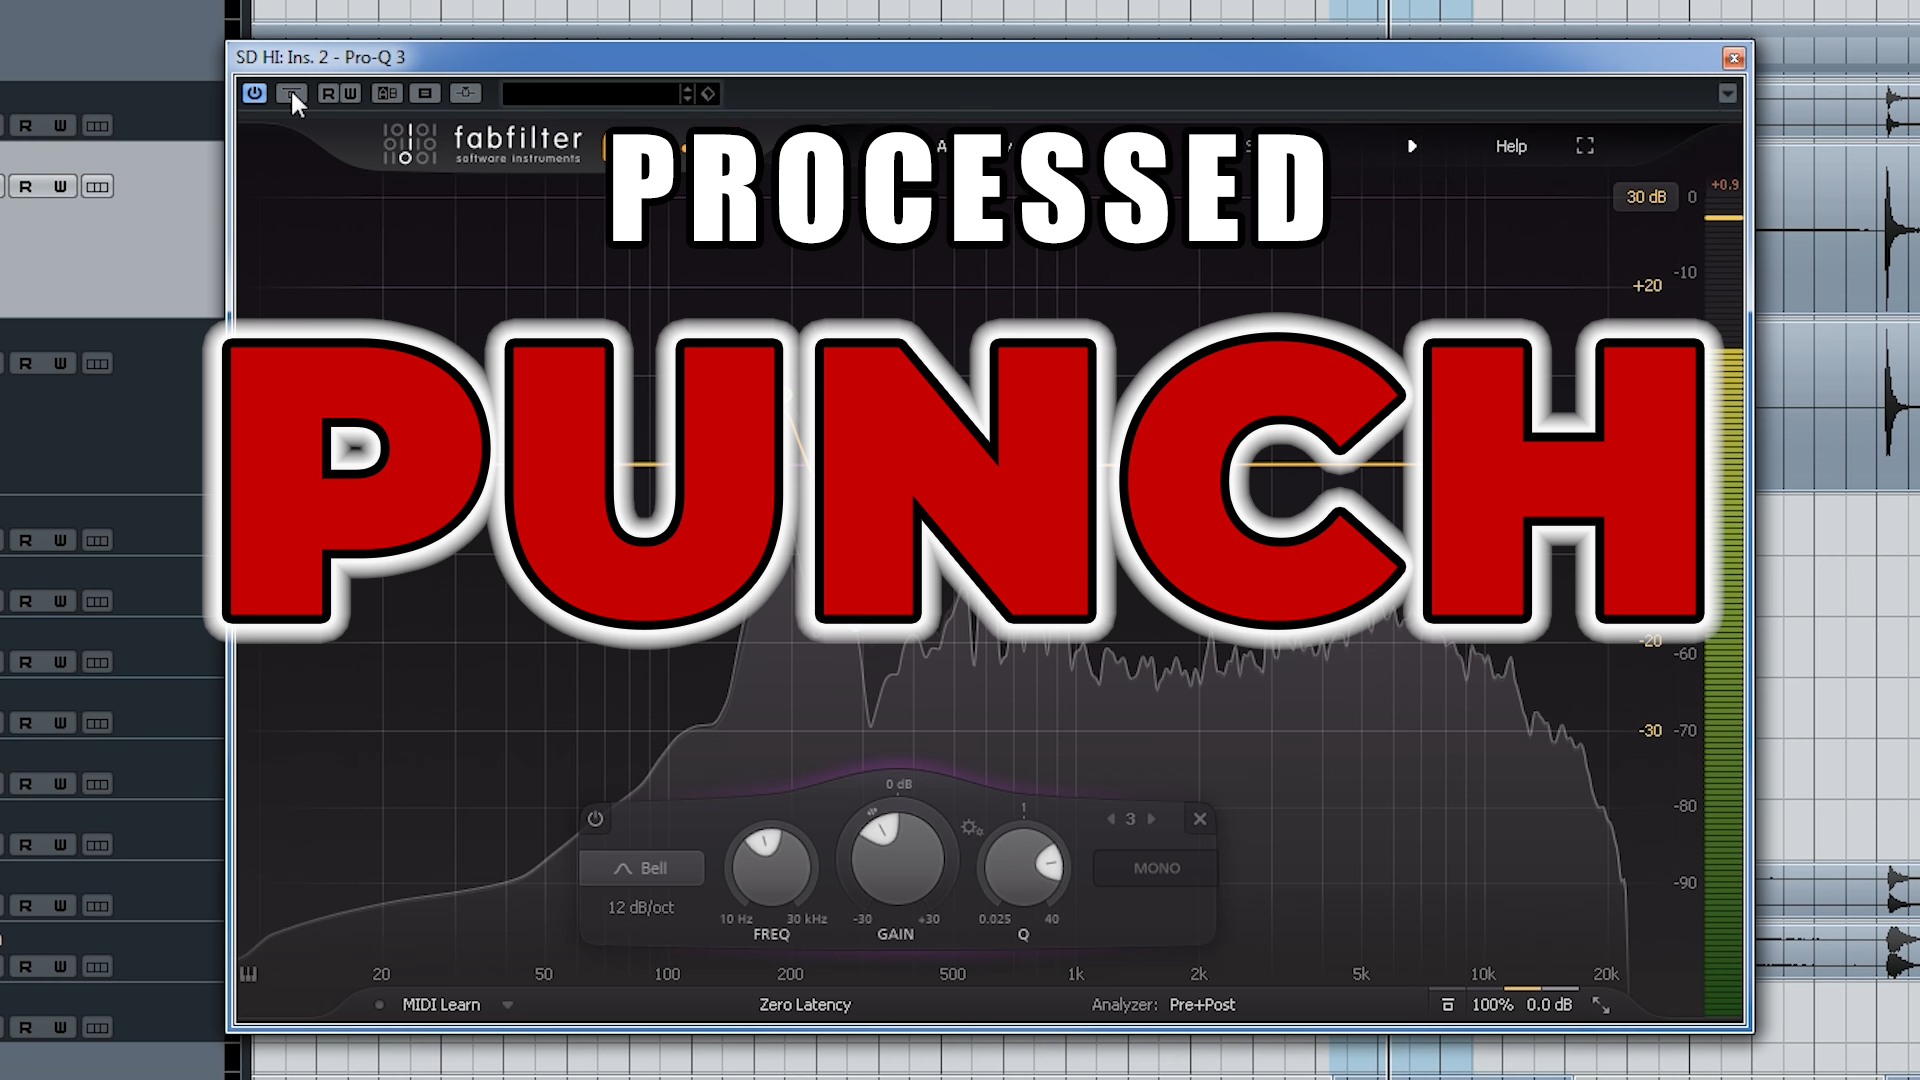 SD HI: Ins. 2 - Pro-Q 3
R W
fabfilter
software instruments
Help
PROCESSED
30 dB 0 +0.9
-10
+20
PUNCH
-20
-60
-30 -70
-80
-90
0 dB
1
3
Bell
MONO
12 dB/oct
10 Hz 30 kHz
FREQ
-30 +30
GAIN
0.025 40
Q
20 50 100 200 500 1k 2k 5k 10k 20k
MIDI Learn
Zero Latency
Analyzer: Pre+Post
100% 0.0 dB
R W
R W
R W
R W
R W
R W
R W
R W
R W
R W
R W
R W